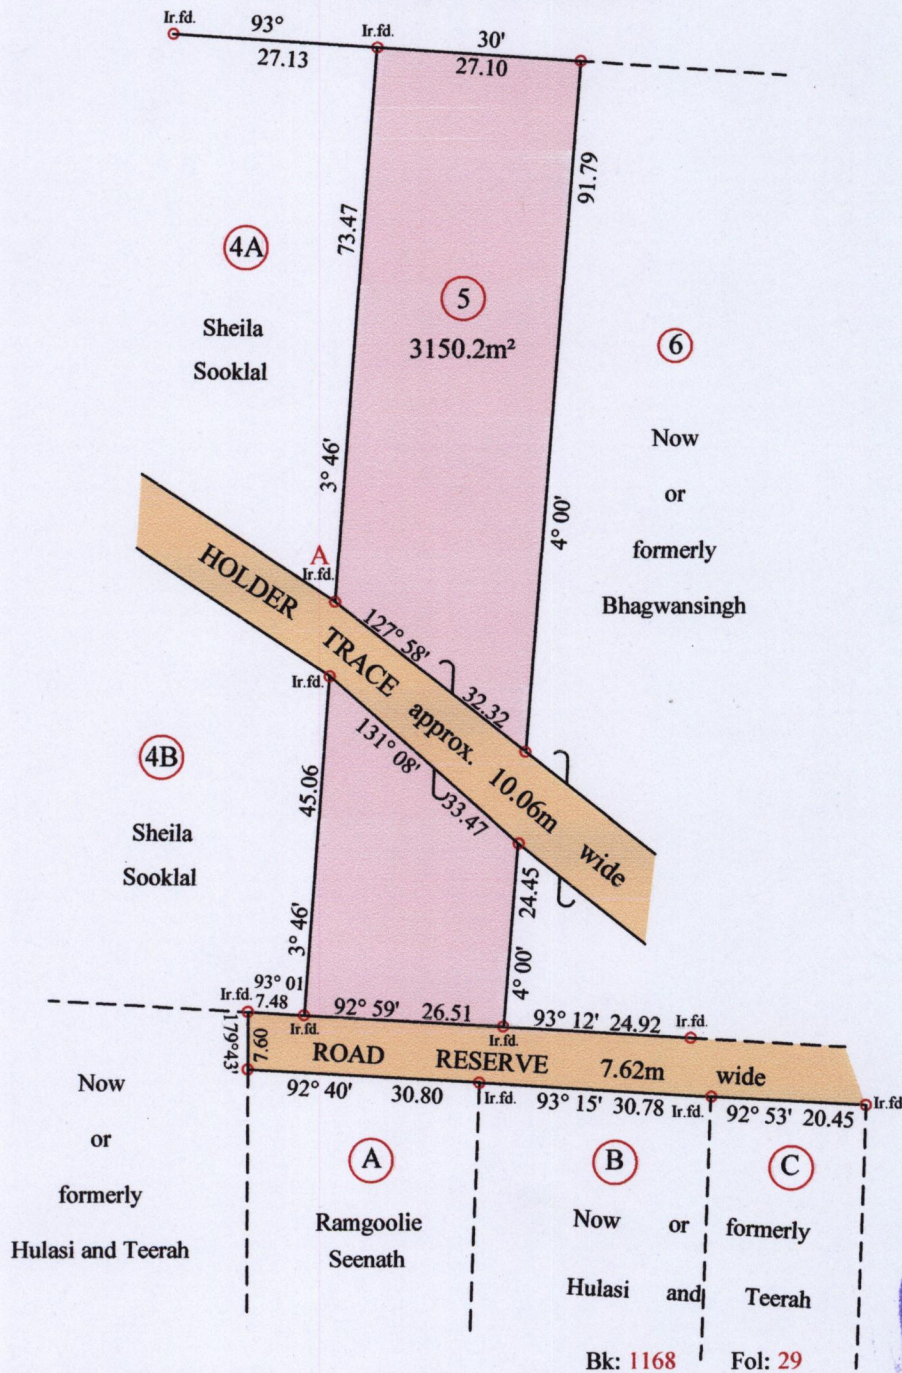 Ir.fd. 93° Ir.fd. 30'
27.13 27.10
91.79
73.47
4A
Sheila
Sooklal
5
3150.2m²
6
Now
or
formerly
Bhagwansingh
3° 46'
4° 00'
A
Ir.fd.
HOLDER TRACE approx. 10.06m wide
127° 58' 32.32
Ir.fd.
131° 08' 33.47
4B
Sheila
Sooklal
45.06
24.45
3° 46'
4° 00'
Ir.fd. 93° 01
7.48
92° 59' 26.51
93° 12' 24.92 Ir.fd.
Ir.fd. Ir.fd.
179°43' 7.60
ROAD RESERVE 7.62m wide
92° 40' 30.80 Ir.fd. 93° 15' 30.78 Ir.fd. 92° 53' 20.45 Ir.fd
Now
or
formerly
Hulasi and Teerah
A
Ramgoolie
Seenath
B C
Now or formerly
Hulasi and Teerah
Bk: 1168 Fol: 29